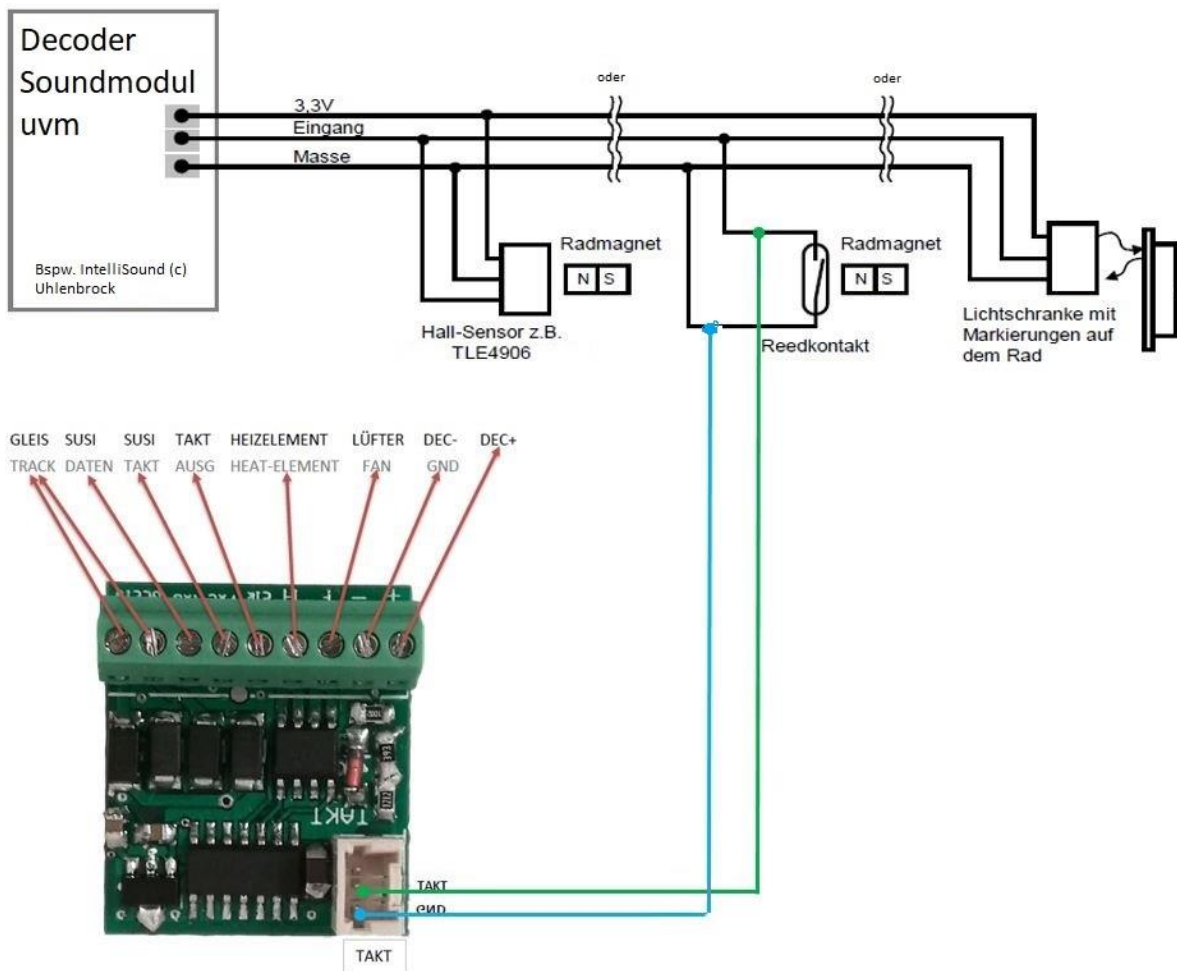 Decoder
Soundmodul
uvm
3,3V
Eingang
Masse
oder
oder
Bspw. IntelliSound (c)
Uhlenbrock
Radmagnet
N S
Hall-Sensor z.B.
TLE4906
Radmagnet
N S
Reedkontakt
Lichtschranke mit
Markierungen auf
dem Rad
GLEIS SUSI SUSI TAKT HEIZELEMENT LÜFTER DEC- DEC+
TRACK DATEN TAKT AUSG HEAT-ELEMENT FAN GND
TAKT
TAKT
GND
TAKT